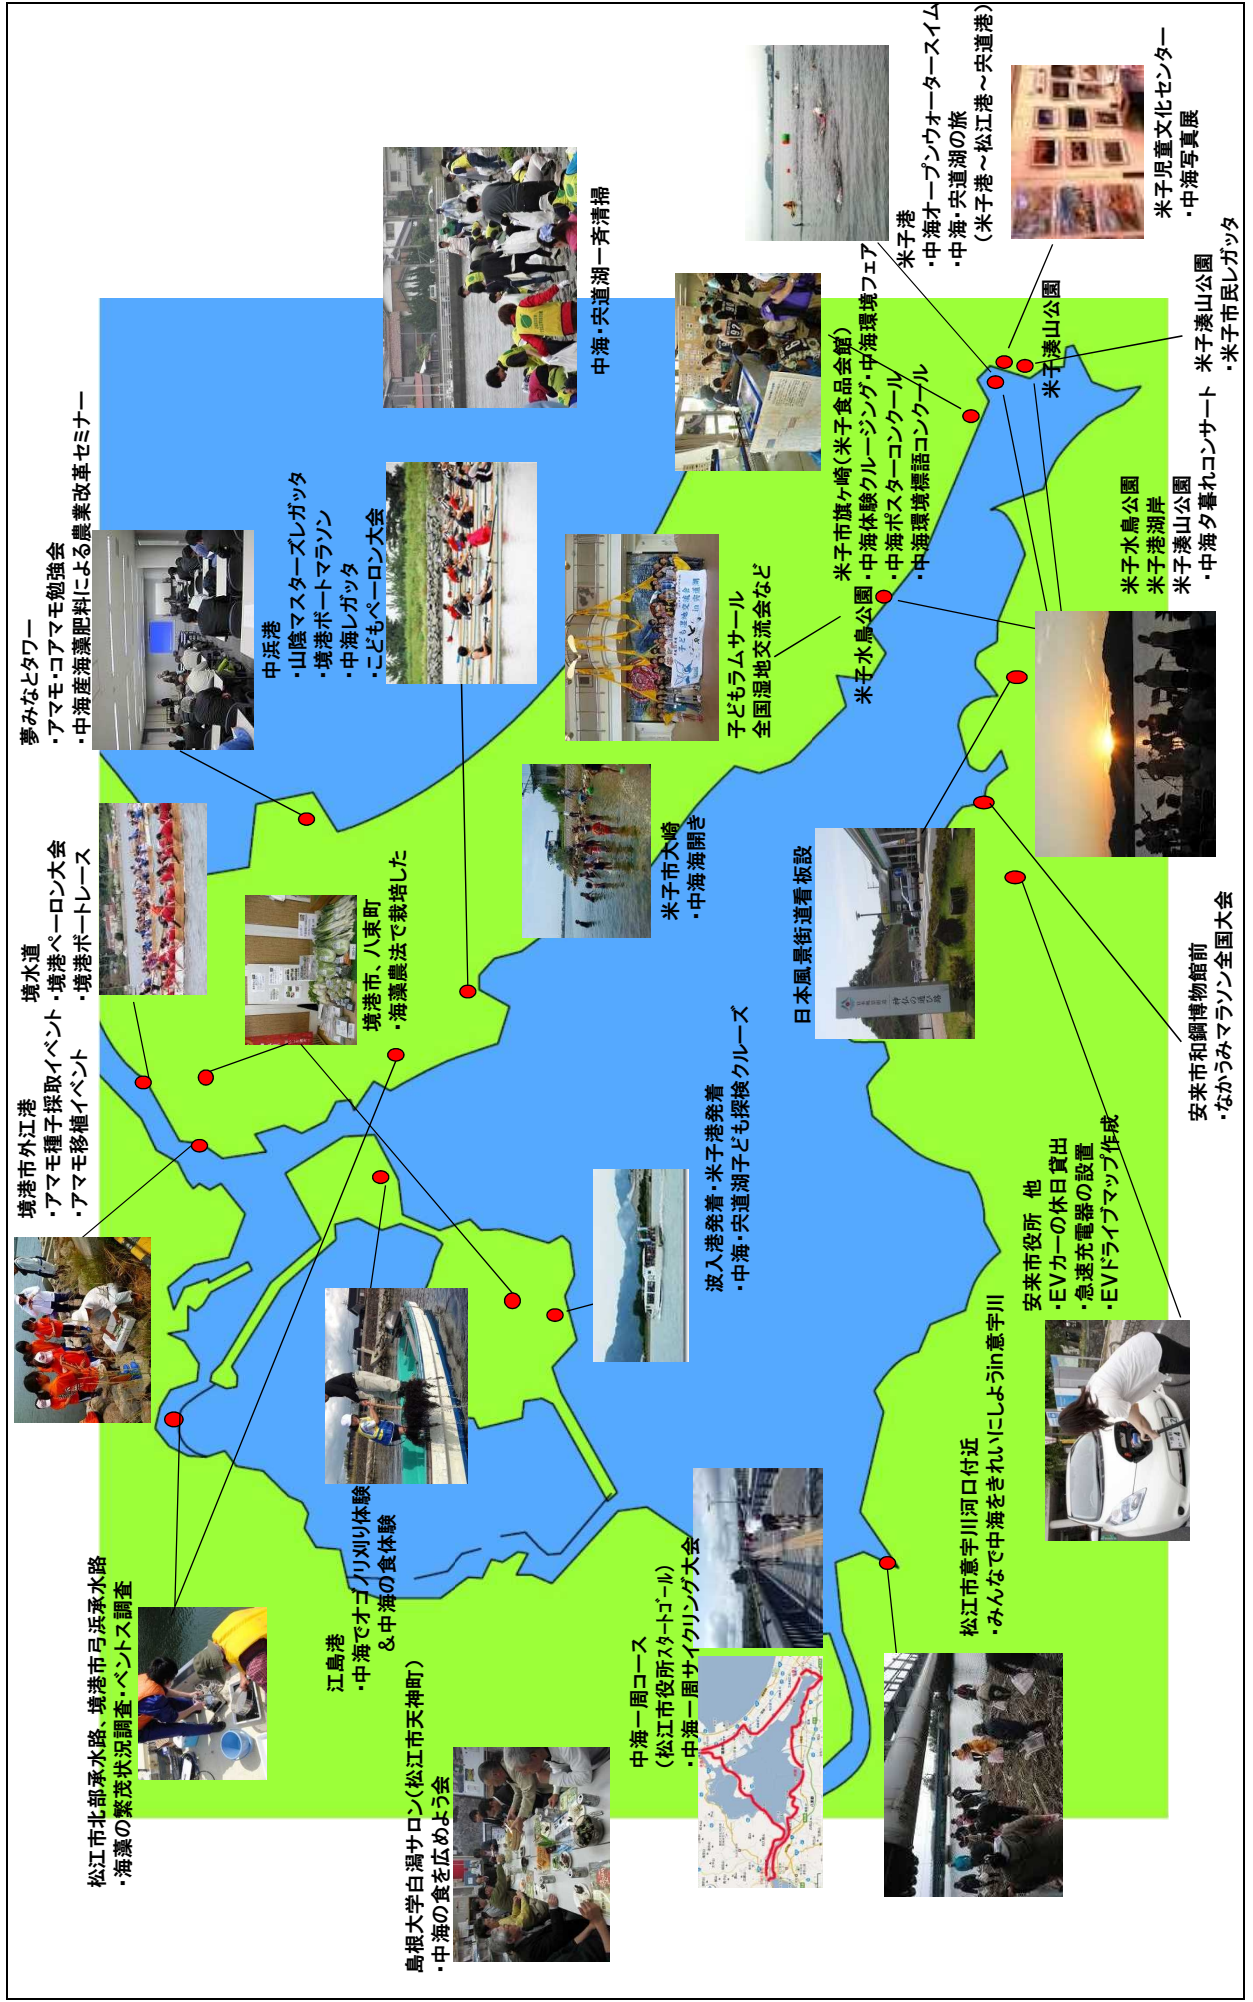 松江市北部承水路、境港市弓浜承水路
・海藻の繁茂状況調査・ベントス調査
境港市外江港
・アマモ種子採取イベント
・アマモ移植イベント
境水道
・境港ペーロン大会
・境港ボートレース
夢みなとタワー
・アマモ・コアマモ勉強会
・中海産海藻肥料による農業改革セミナー
中浜港
・山陰マスターズレガッタ
・境港ボートマラソン
・中海レガッタ
・こどもペーロン大会
境港市、八束町
・海藻農法で栽培した
江島港
・中海でオゴノリ刈り体験
＆中海の食体験
島根大学白潟サロン(松江市天神町)
・中海の食を広めよう会
中海・宍道湖一斉清掃
米子市大崎
・中海海開き
子どもラムサール
全国湿地交流会など
子ども湿地交流会
in 宍道湖
波入港発着・米子港発着
・中海・宍道湖子ども探検クルーズ
中海一周コース
(松江市役所ｽﾀｰﾄｺﾞｰﾙ)
・中海一周サイクリング大会
日本風景街道看板設
神仏の通ひ路
米子市旗ヶ崎(米子食品会館)
・中海体験クルージング・中海環境フェア
・中海ポスターコンクール
・中海環境標語コンクール
米子水鳥公園
米子港
・中海オープンウォータースイム
・中海・宍道湖の旅
(米子港～松江港～宍道港)
米子児童文化センター
・中海写真展
米子湊山公園
米子湊山公園
・米子市民レガッタ
米子水鳥公園
米子港湖岸
米子湊山公園
・中海夕暮れコンサート
安来市和鋼博物館前
・なかうみマラソン全国大会
安来市役所　他
・EVカーの休日貸出
・急速充電器の設置
・EVドライブマップ作成
松江市意宇川河口付近
・みんなで中海をきれいにしようin意宇川